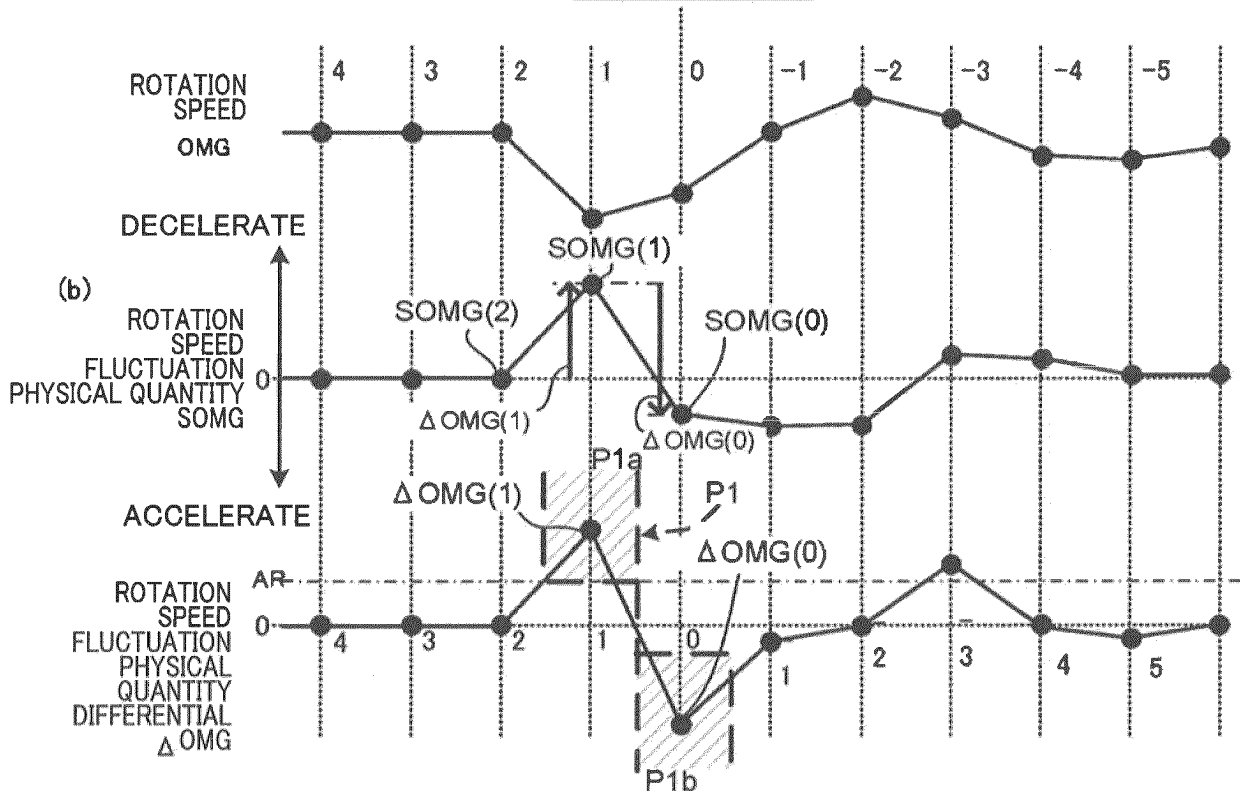 4 3 2 1 0 -1 -2 -3 -4 -5
ROTATION
SPEED
OMG
DECELERATE
SOMG(1)
(b)
SOMG(2)
SOMG(0)
ROTATION
SPEED
FLUCTUATION
PHYSICAL QUANTITY
SOMG
0
ΔOMG(1)
ΔOMG(0)
P1a
ΔOMG(1)
P1
ACCELERATE
ΔOMG(0)
AR
ROTATION
SPEED
0
FLUCTUATION
PHYSICAL
QUANTITY
DIFFERENTIAL
ΔOMG
4 3 2 1 0 1 -2 -3 4 5
P1b